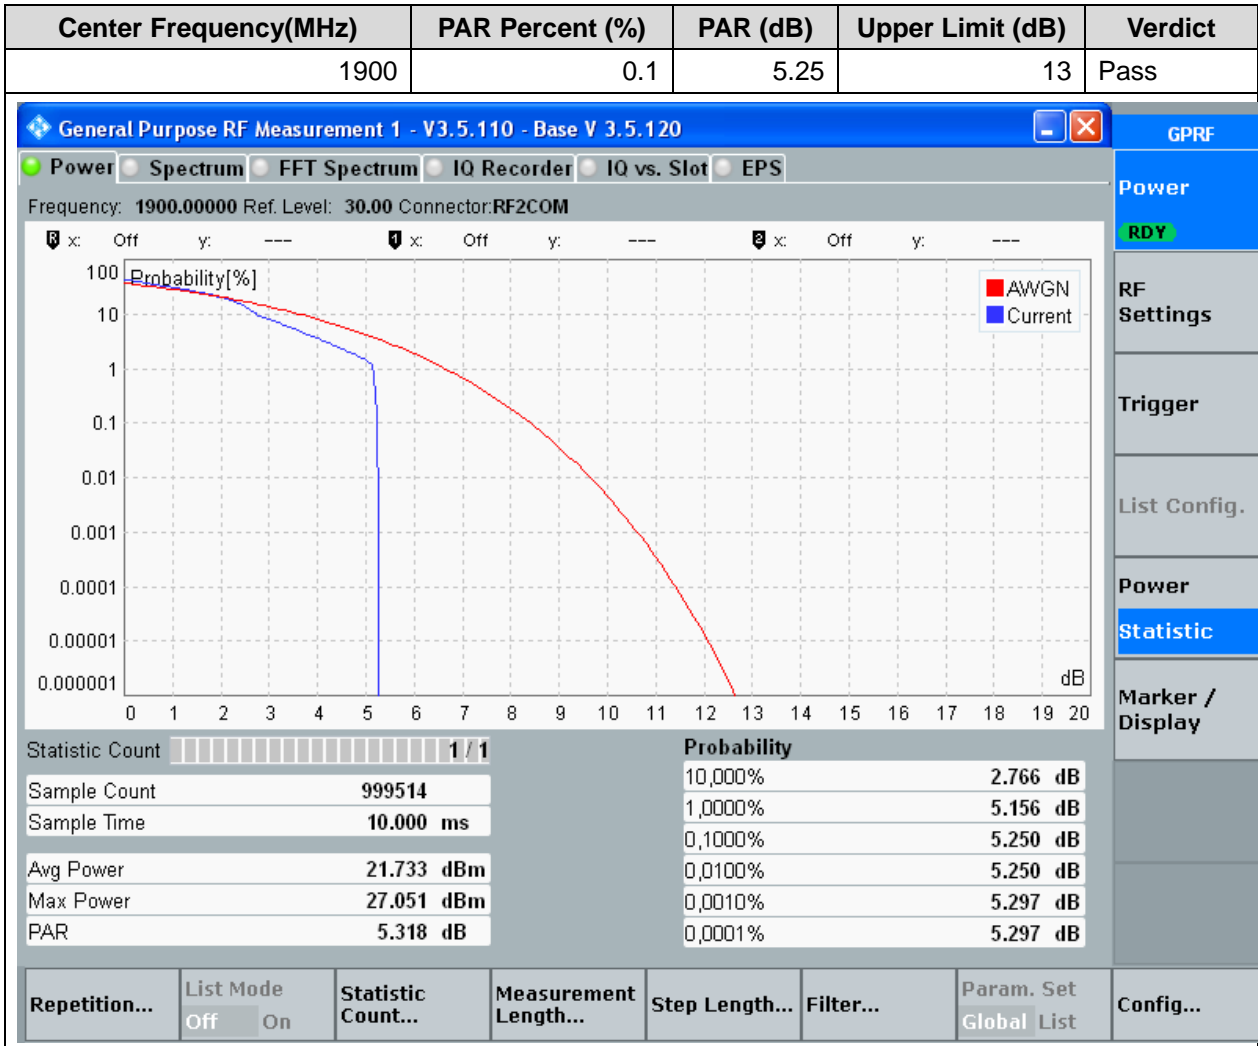 Center Frequency(MHz) PAR Percent (%) PAR (dB) Upper Limit (dB) Verdict
1900 0.1 5.25 13 Pass
General Purpose RF Measurement 1 - V3.5.110 - Base V 3.5.120
GPRF
Power Spectrum FFT Spectrum IQ Recorder IQ vs. Slot EPS
Frequency: 1900.00000 Ref. Level: 30.00 Connector:RF2COM
R x: Off y: --- 1 x: Off y: --- 2 x: Off y: ---
Probability[%]
100
10
1
0.1
0.01
0.001
0.0001
0.00001
0.000001
AWGN
Current
dB
0 1 2 3 4 5 6 7 8 9 10 11 12 13 14 15 16 17 18 19 20
Statistic Count 1 / 1
Sample Count 999514
Sample Time 10.000 ms
Avg Power 21.733 dBm
Max Power 27.051 dBm
PAR 5.318 dB
Probability
10,000% 2.766 dB
1,0000% 5.156 dB
0,1000% 5.250 dB
0,0100% 5.250 dB
0,0010% 5.297 dB
0,0001% 5.297 dB
Power
RDY
RF
Settings
Trigger
List Config.
Power
Statistic
Marker /
Display
Repetition...
List Mode
Off On
Statistic
Count...
Measurement
Length...
Step Length...
Filter...
Param. Set
Global List
Config...